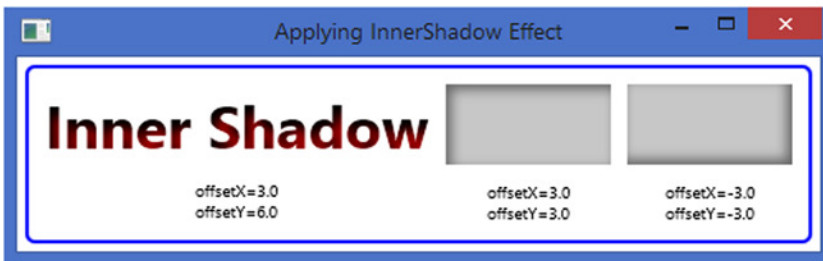 Applying InnerShadow Effect
Inner Shadow
offsetX=3.0
offsetY=6.0
offsetX=3.0
offsetY=3.0
offsetX=-3.0
offsetY=-3.0